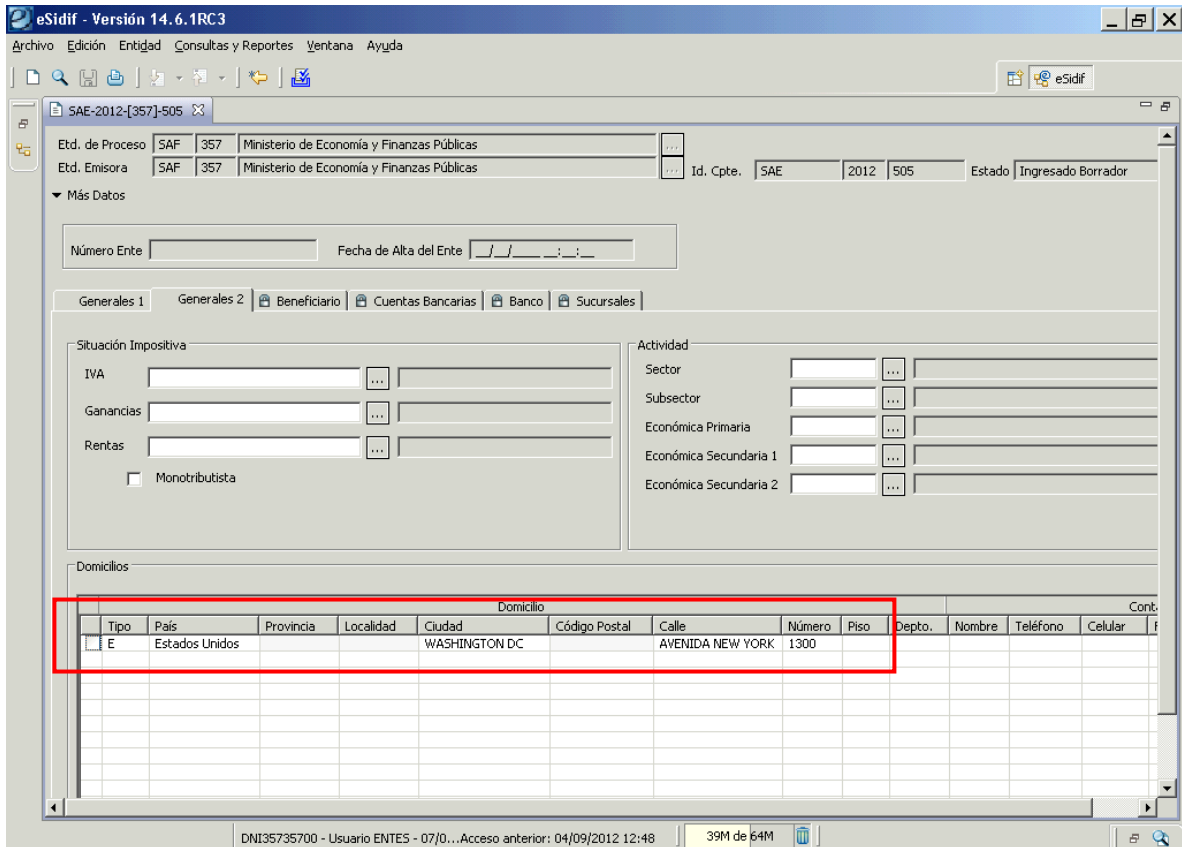 eSidif - Versión 14.6.1RC3
Archivo Edición Entidad Consultas y Reportes Ventana Ayuda
eSidif
SAE-2012-[357]-505
Etd. de Proceso SAF 357 Ministerio de Economía y Finanzas Públicas ...
Etd. Emisora SAF 357 Ministerio de Economía y Finanzas Públicas ... Id. Cpte. SAE 2012 505 Estado Ingresado Borrador
Más Datos
Número Ente Fecha de Alta del Ente __/__/____ __:__:__
Generales 1 Generales 2 Beneficiario Cuentas Bancarias Banco Sucursales
Situación Impositiva Actividad
IVA ... Sector ...
Subsector ...
Ganancias ... Económica Primaria ...
Rentas ... Económica Secundaria 1 ...
Monotributista Económica Secundaria 2 ...
Domicilios
Domicilio Cont
Tipo País Provincia Localidad Ciudad Código Postal Calle Número Piso Depto. Nombre Teléfono Celular
E Estados Unidos WASHINGTON DC AVENIDA NEW YORK 1300
DNI35735700 - Usuario ENTES - 07/0...Acceso anterior: 04/09/2012 12:48 39M de 64M